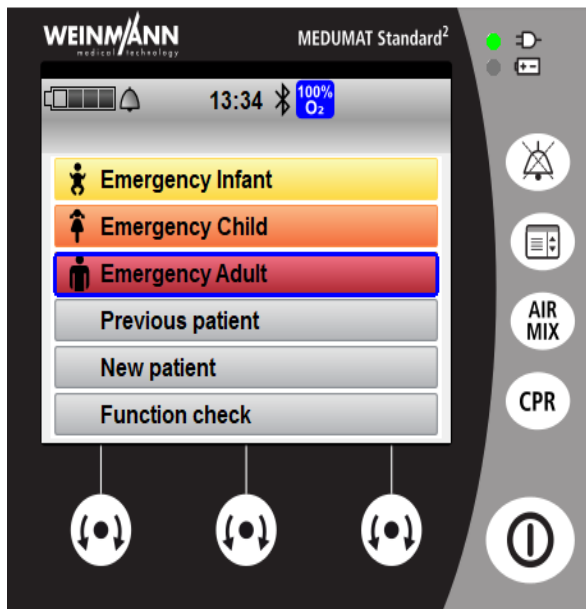 WEINMANN
medical technology
MEDUMAT Standard²
13:34
100%
O₂
Emergency Infant
Emergency Child
Emergency Adult
Previous patient
New patient
Function check
AIR
MIX
CPR